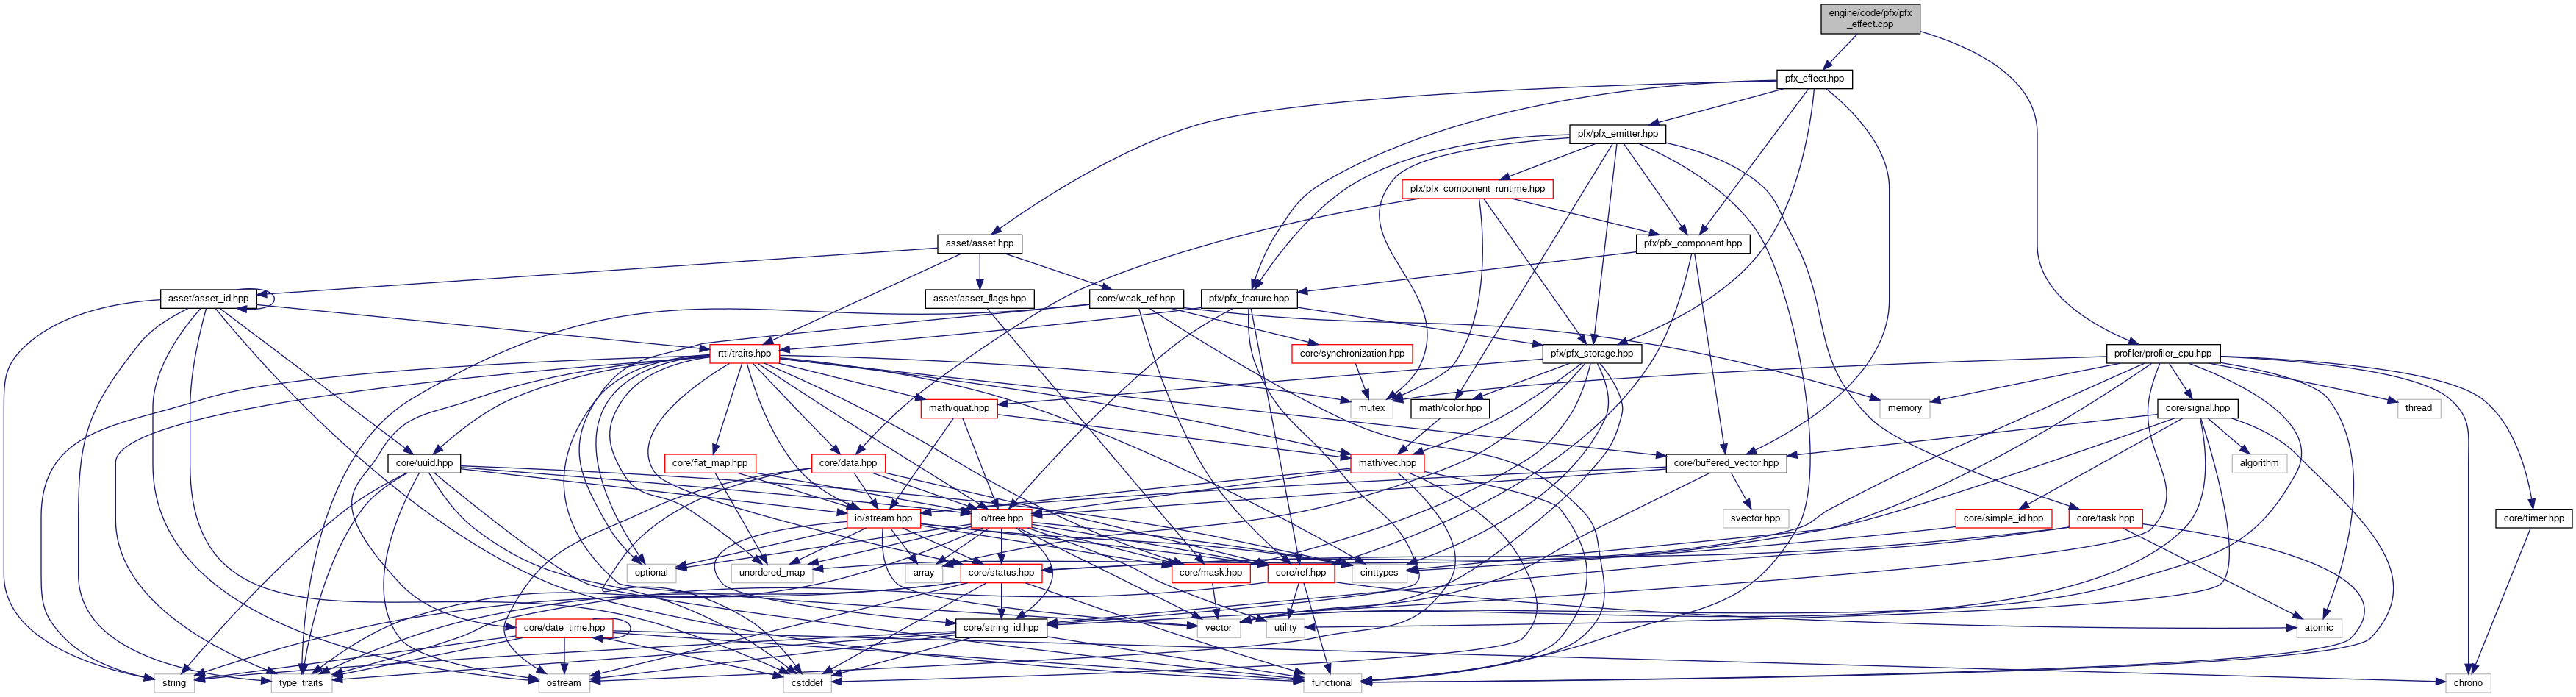 engine/code/pfx/pfx
_effect.cpp
pfx_effect.hpp
pfx/pfx_emitter.hpp
pfx/pfx_component_runtime.hpp
asset/asset.hpp
pfx/pfx_component.hpp
asset/asset_id.hpp
asset/asset_flags.hpp
core/weak_ref.hpp
pfx/pfx_feature.hpp
rtti/traits.hpp
core/synchronization.hpp
pfx/pfx_storage.hpp
profiler/profiler_cpu.hpp
math/quat.hpp
mutex
math/color.hpp
memory
core/signal.hpp
thread
core/uuid.hpp
core/flat_map.hpp
core/data.hpp
math/vec.hpp
core/buffered_vector.hpp
algorithm
io/stream.hpp
io/tree.hpp
svector.hpp
core/simple_id.hpp
core/task.hpp
core/timer.hpp
optional
unordered_map
array
core/status.hpp
core/mask.hpp
core/ref.hpp
cinttypes
core/date_time.hpp
core/string_id.hpp
vector
utility
atomic
string
type_traits
ostream
cstddef
functional
chrono